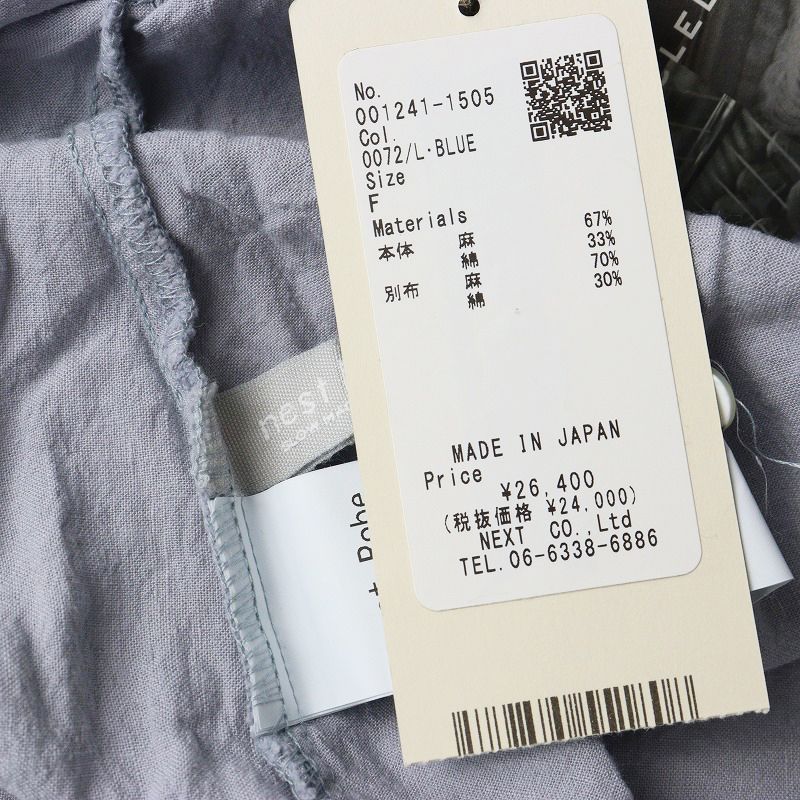 No.
001241-1505
Col.
0072/L·BLUE
Size
F
Materials
本体 麻 67%
綿 33%
別布 麻 70%
綿 30%
MADE IN JAPAN
Price
¥26,400
(税抜価格 ¥24,000)
NEXT CO.,Ltd
TEL.06-6338-6886
nest
Robe